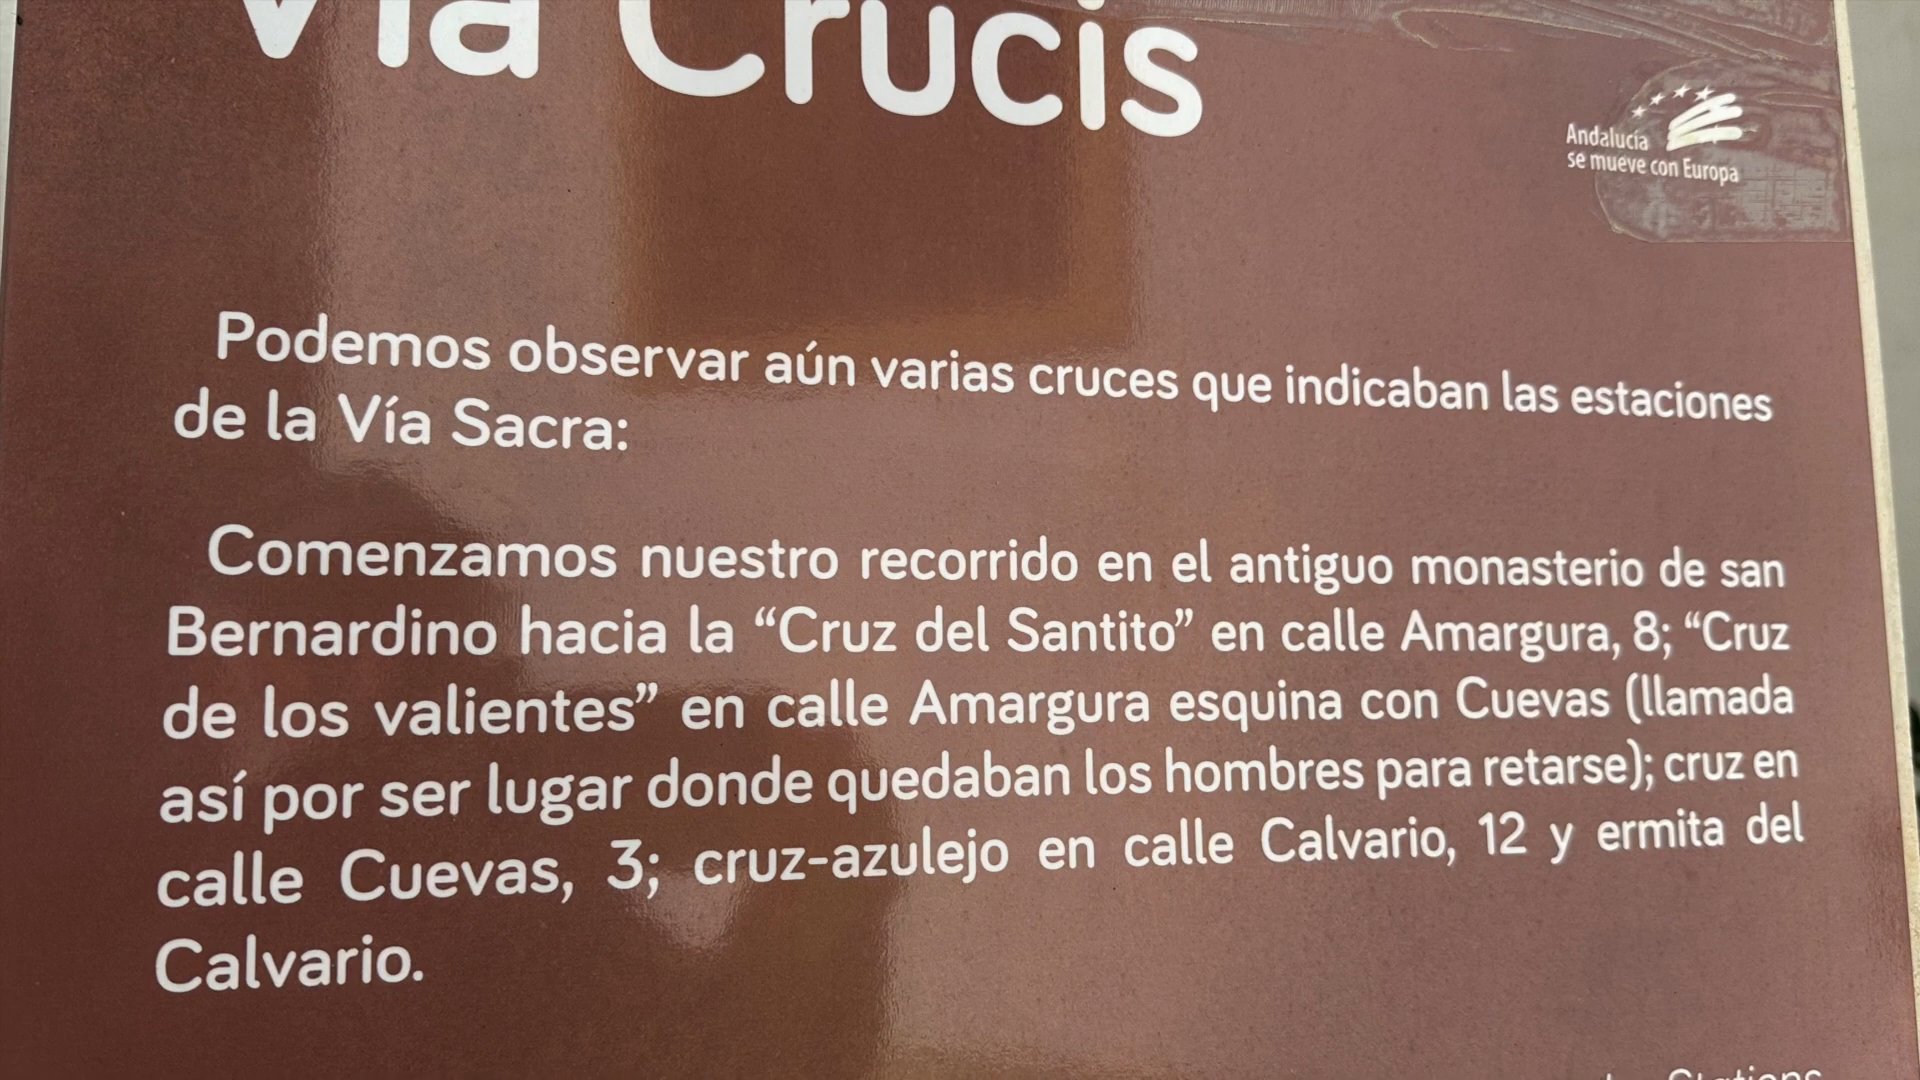 Vía Crucis
Andalucía
se mueve con Europa
Podemos observar aún varias cruces que indicaban las estaciones
de la Vía Sacra:
Comenzamos nuestro recorrido en el antiguo monasterio de san
Bernardino hacia la “Cruz del Santito” en calle Amargura, 8; “Cruz
de los valientes” en calle Amargura esquina con Cuevas (llamada
así por ser lugar donde quedaban los hombres para retarse); cruz en
calle Cuevas, 3; cruz-azulejo en calle Calvario, 12 y ermita del
Calvario.
Stations